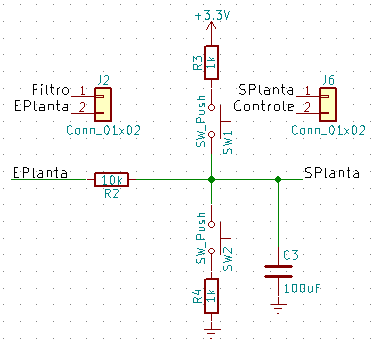 +3.3V
R3
1k
J2
Filtro 1
EPlanta 2
Conn_01x02
SW_Push
SW1
J6
SPlanta 1
Controle 2
Conn_01x02
EPlanta
10k
R2
SPlanta
SW_Push
SW2
C3
100uF
R4
1k